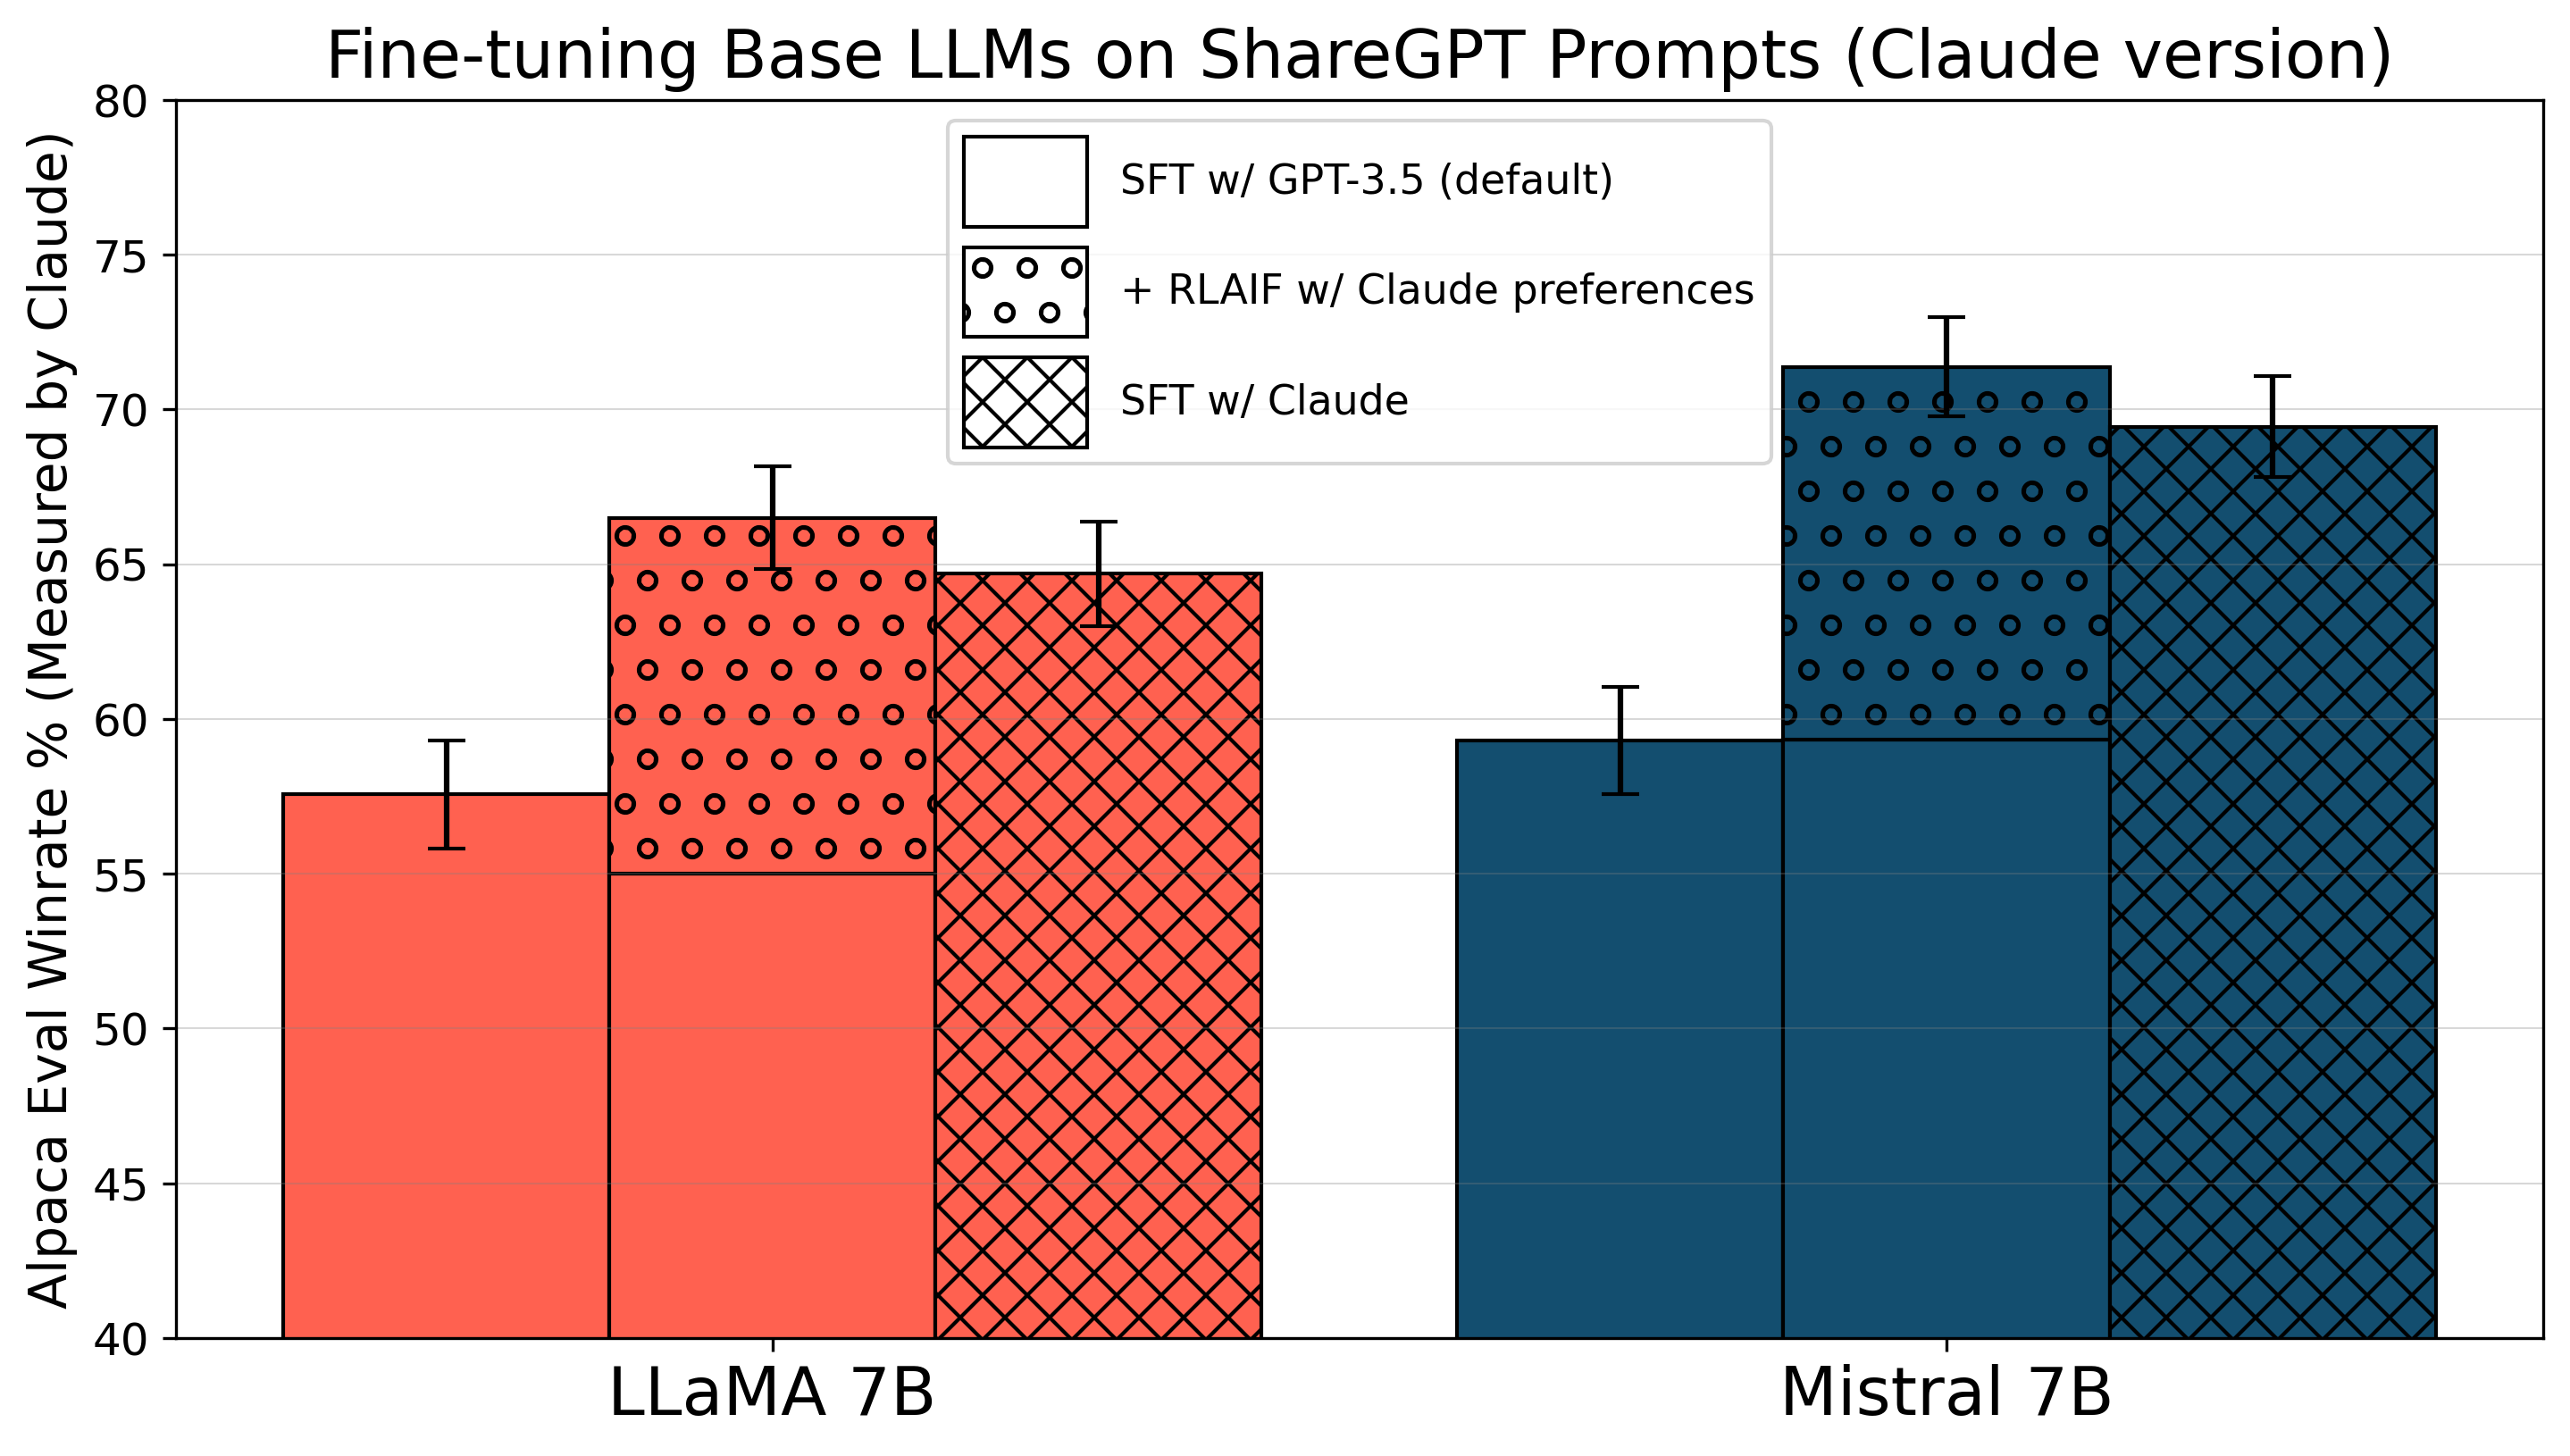 Fine-tuning Base LLMs on ShareGPT Prompts (Claude version)
Alpaca Eval Winrate % (Measured by Claude)
80
75
70
65
60
55
50
45
40
SFT w/ GPT-3.5 (default)
+ RLAIF w/ Claude preferences
SFT w/ Claude
LLaMA 7B
Mistral 7B